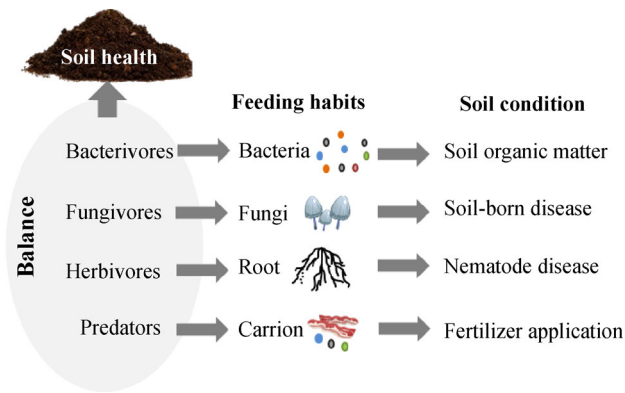 Soil health
Feeding habits
Soil condition
Balance
Bacterivores
Bacteria
Soil organic matter
Fungivores
Fungi
Soil-born disease
Herbivores
Root
Nematode disease
Predators
Carrion
Fertilizer application